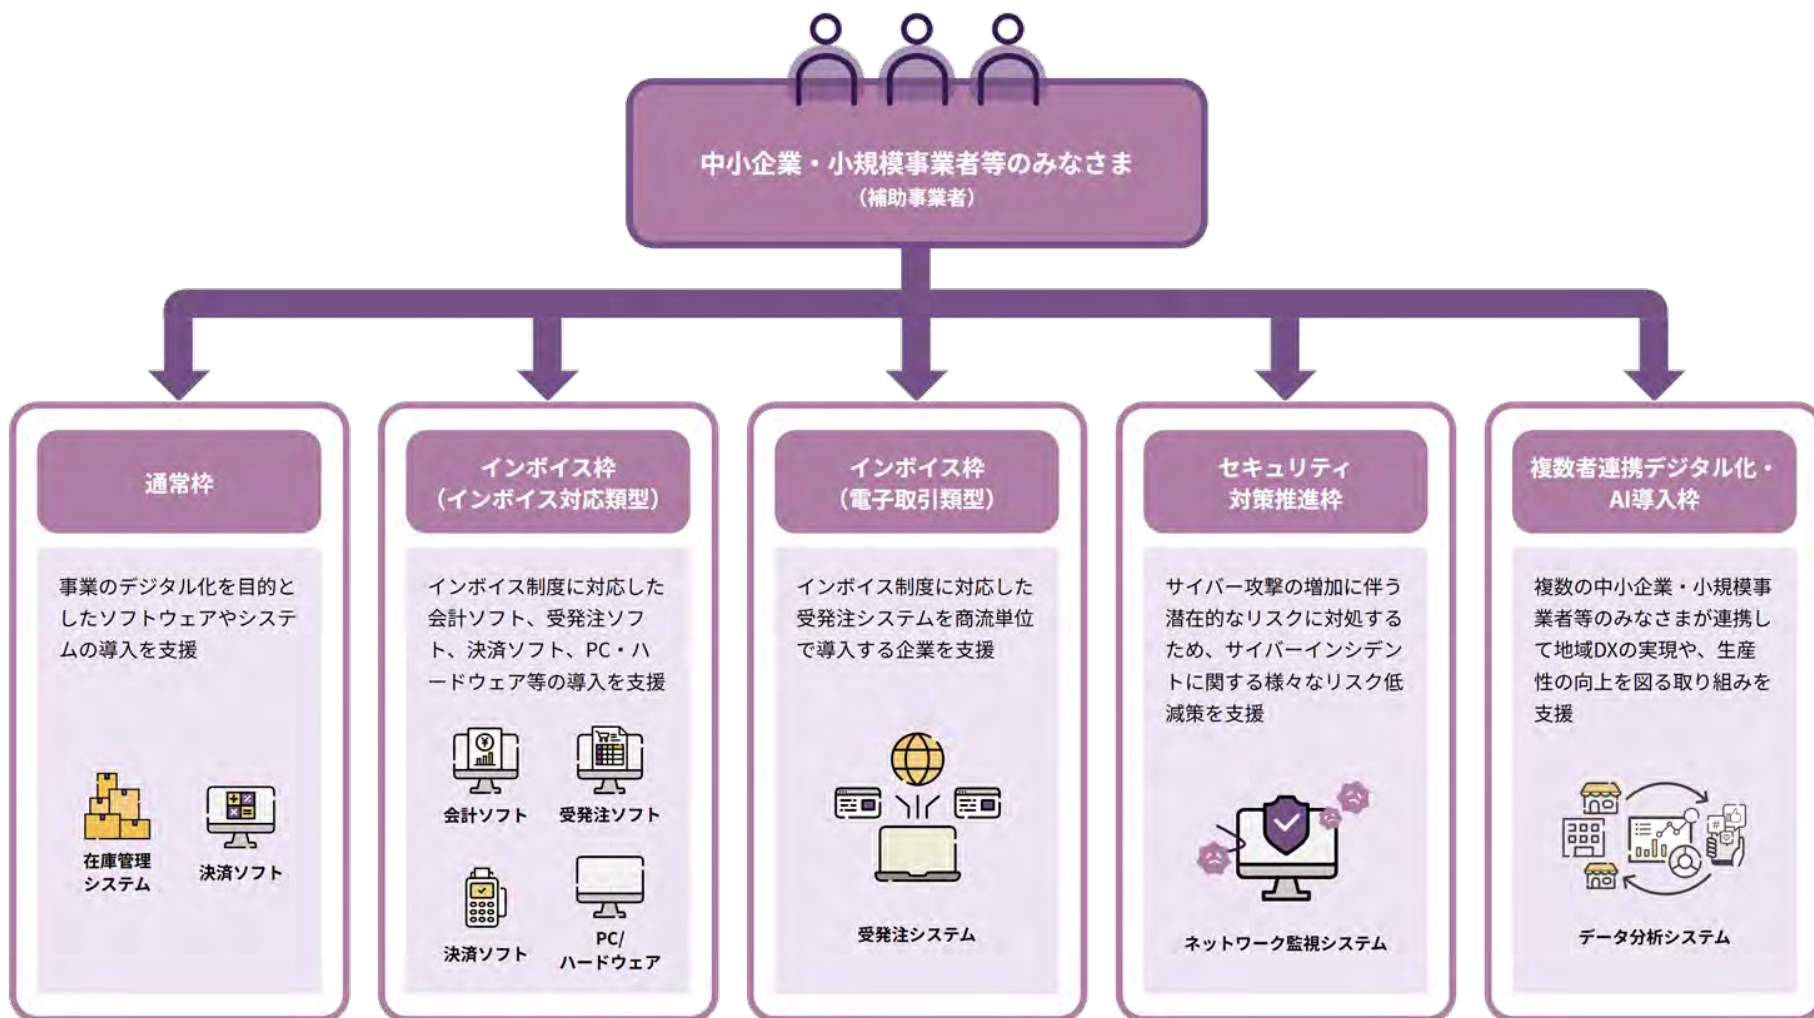 中小企業・小規模事業者等のみなさま
（補助事業者）
通常枠
事業のデジタル化を目的と
したソフトウェアやシステ
ムの導入を支援
在庫管理
システム
決済ソフト
インボイス枠
（インボイス対応類型）
インボイス制度に対応した
会計ソフト、受発注ソフ
ト、決済ソフト、PC・ハ
ードウェア等の導入を支援
会計ソフト
受発注ソフト
決済ソフト
PC/
ハードウェア
インボイス枠
（電子取引類型）
インボイス制度に対応した
受発注システムを商流単位
で導入する企業を支援
受発注システム
セキュリティ
対策推進枠
サイバー攻撃の増加に伴う
潜在的なリスクに対処する
ため、サイバーインシデン
トに関する様々なリスク低
減策を支援
ネットワーク監視システム
複数者連携デジタル化・
AI導入枠
複数の中小企業・小規模事
業者等のみなさまが連携し
て地域DXの実現や、生産
性の向上を図る取り組みを
支援
データ分析システム